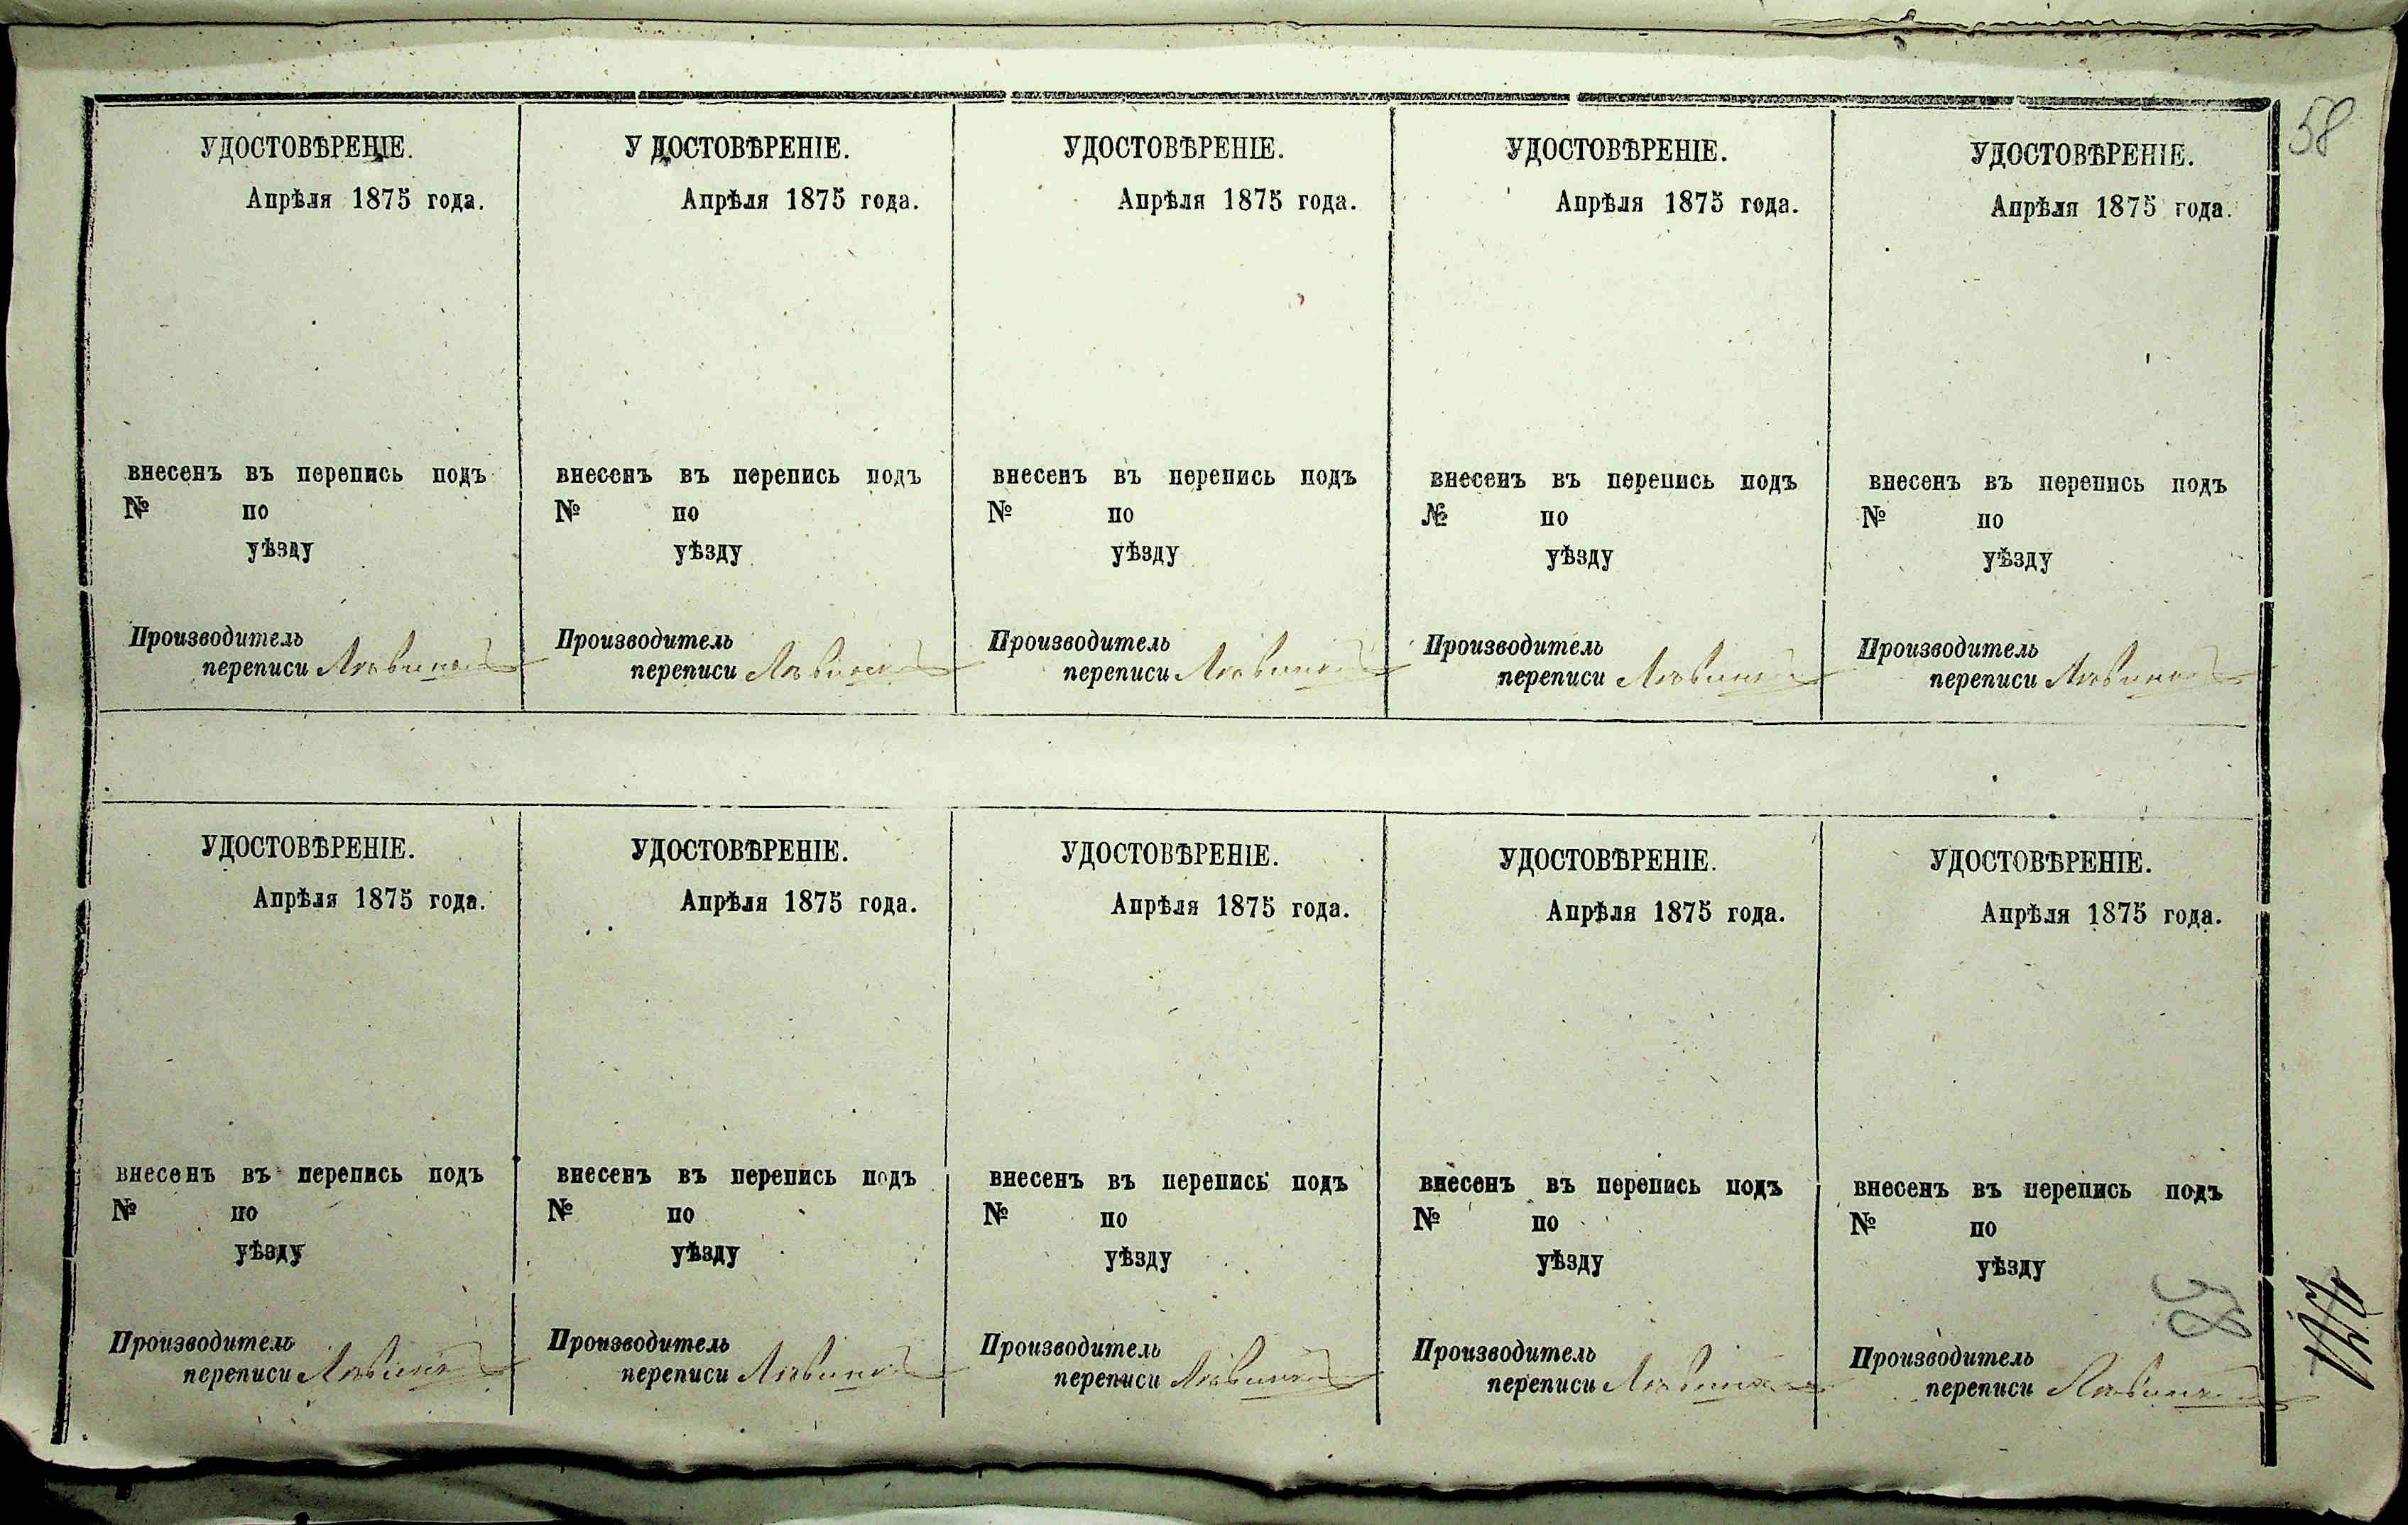 58
УДОСТОВѢРЕНІЕ.
Апрѣля 1875 года.
внесенъ въ перепись подъ
№ по
уѣзду
Производитель
переписи
УДОСТОВѢРЕНІЕ.
Апрѣля 1875 года.
внесенъ въ перепись подъ
№ по
уѣзду
Производитель
переписи
УДОСТОВѢРЕНІЕ.
Апрѣля 1875 года.
внесенъ въ перепись подъ
№ по
уѣзду
Производитель
переписи
УДОСТОВѢРЕНІЕ.
Апрѣля 1875 года.
внесенъ въ перепись подъ
№ по
уѣзду
Производитель
переписи
УДОСТОВѢРЕНІЕ.
Апрѣля 1875 года.
внесенъ въ перепись подъ
№ по
уѣзду
Производитель
переписи
УДОСТОВѢРЕНІЕ.
Апрѣля 1875 года.
внесенъ въ перепись подъ
№ по
уѣзду
Производитель
переписи
УДОСТОВѢРЕНІЕ.
Апрѣля 1875 года.
внесенъ въ перепись подъ
№ по
уѣзду
Производитель
переписи
УДОСТОВѢРЕНІЕ.
Апрѣля 1875 года.
внесенъ въ перепись подъ
№ по
уѣзду
Производитель
переписи
УДОСТОВѢРЕНІЕ.
Апрѣля 1875 года.
внесенъ въ перепись подъ
№ по
уѣзду
Производитель
переписи
УДОСТОВѢРЕНІЕ.
Апрѣля 1875 года.
внесенъ въ перепись подъ
№ по
уѣзду
Производитель
переписи
58